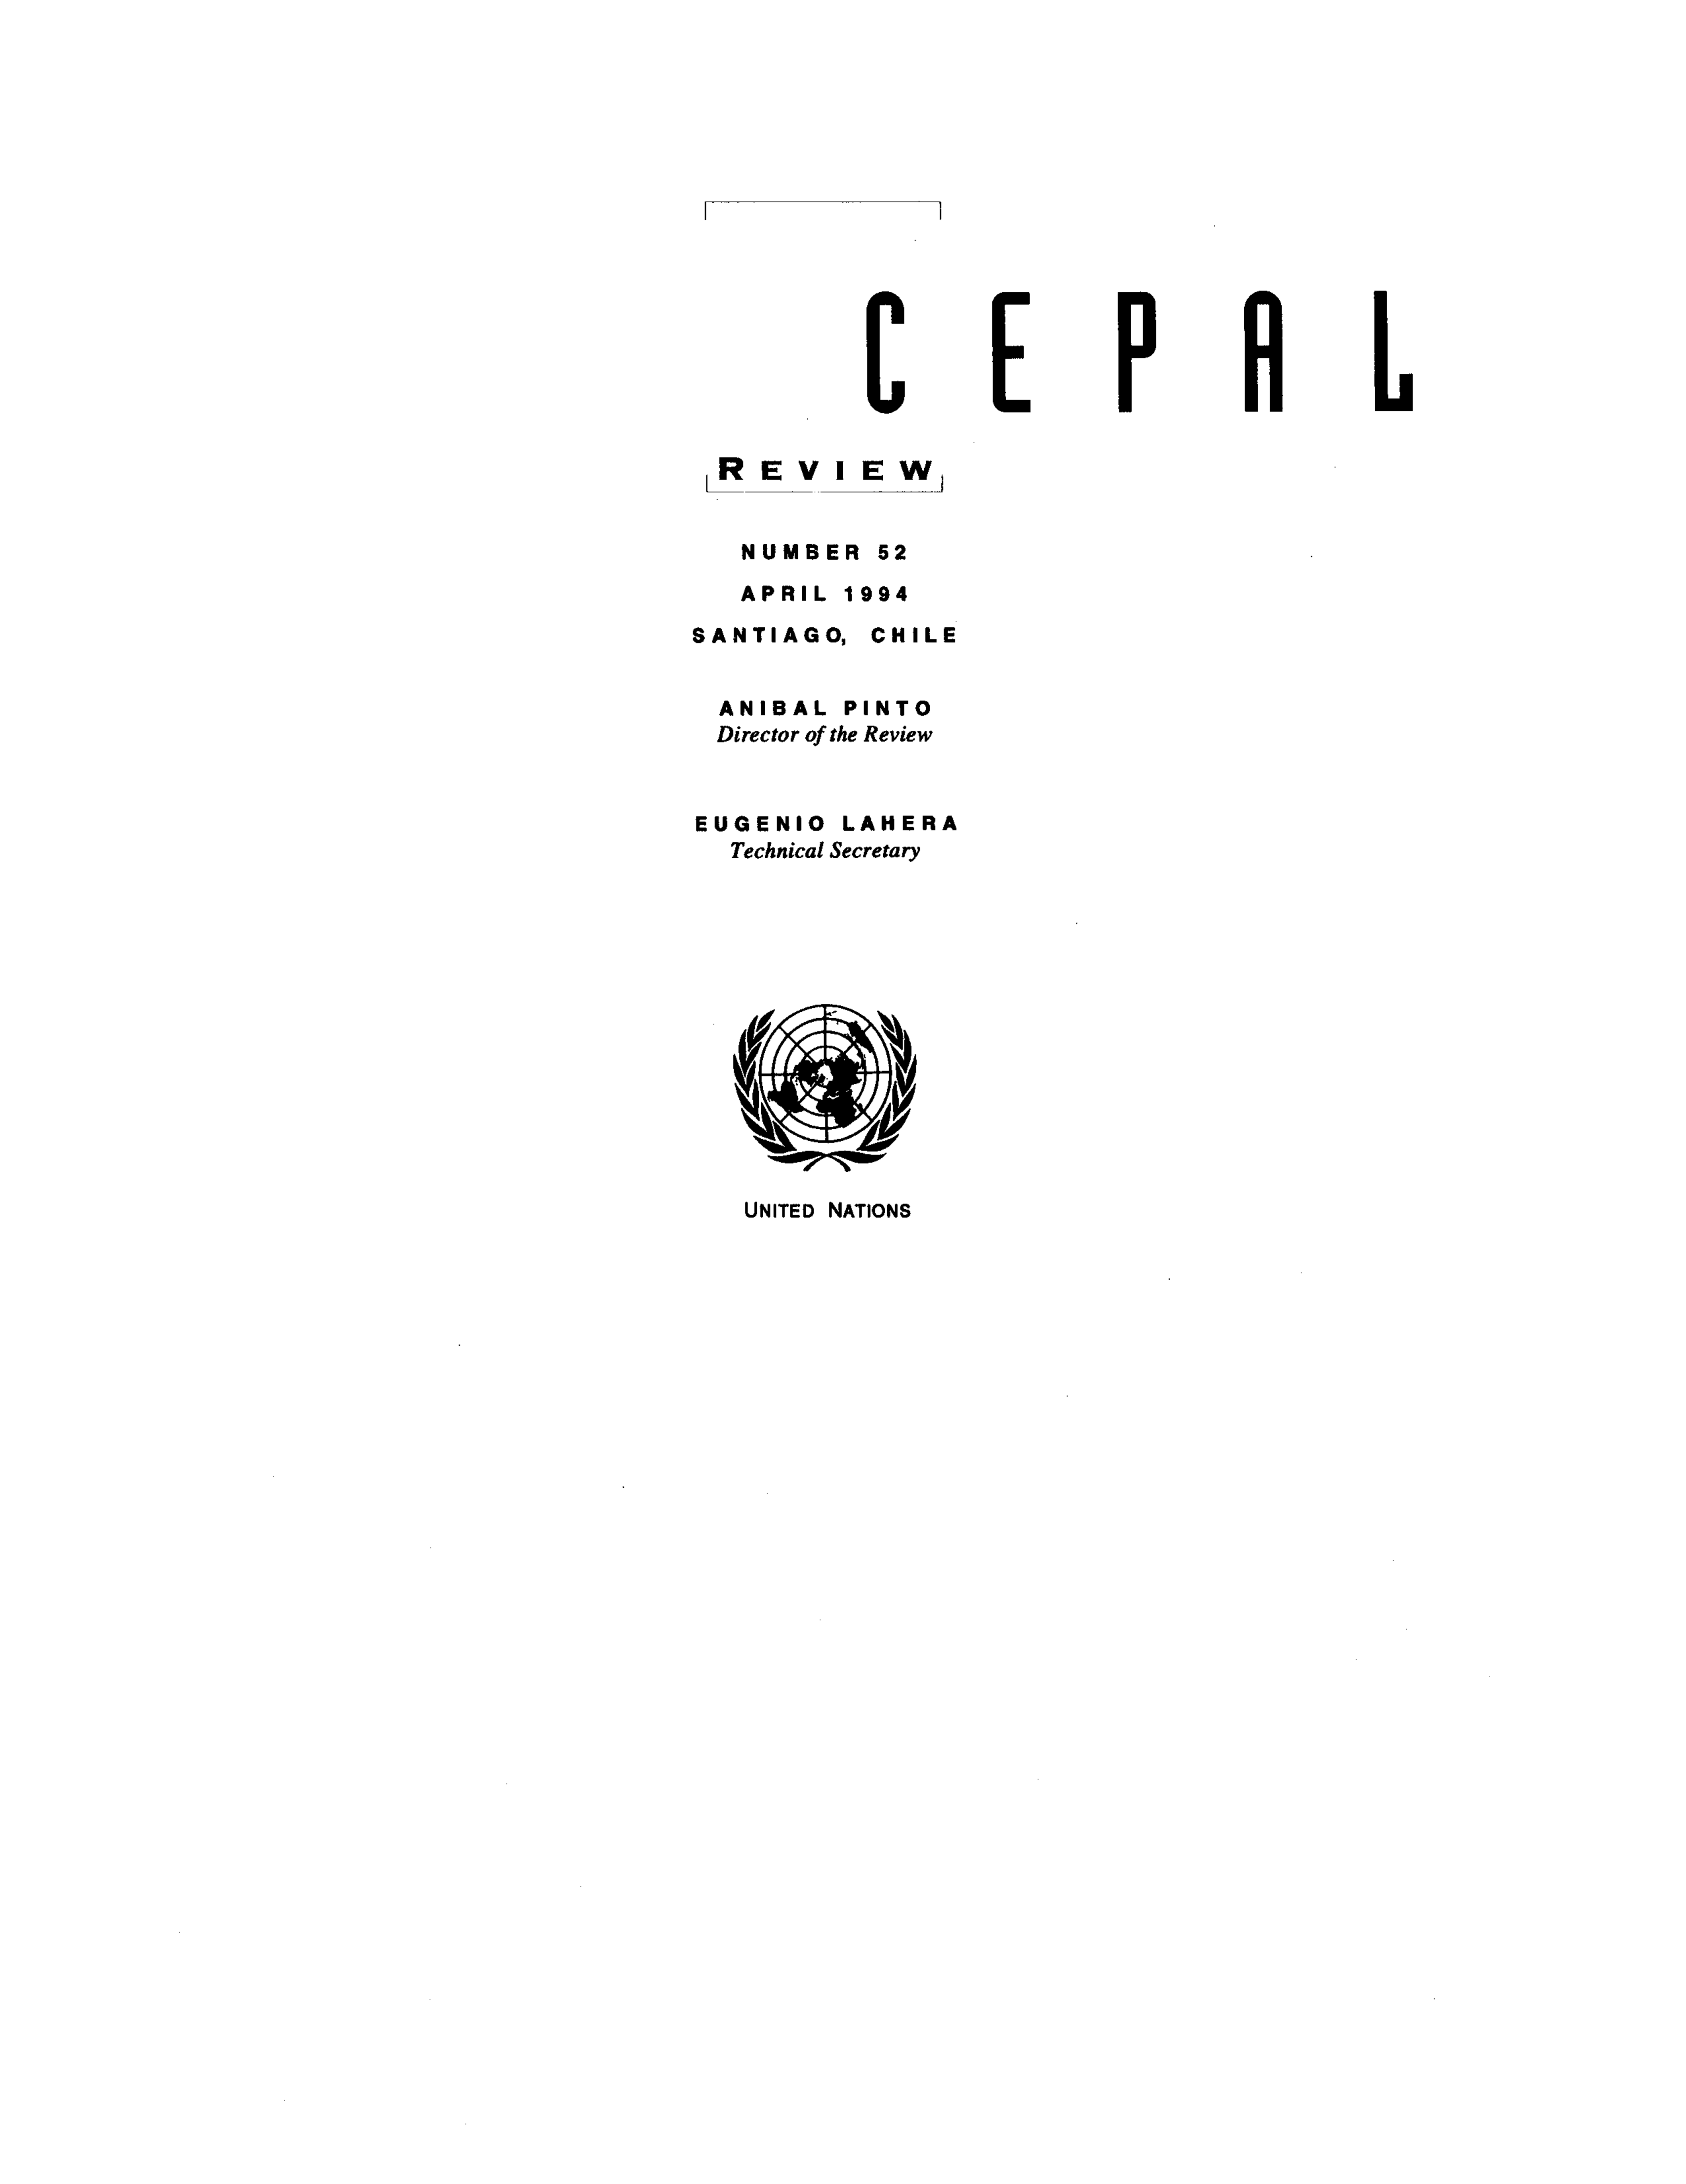 CEPAL
REVIEW
NUMBER 52
APRIL 1994
SANTIAGO, CHILE
ANIBAL PINTO
Director of the Review
EUGENIO LAHERA
Technical Secretary
UNITED NATIONS